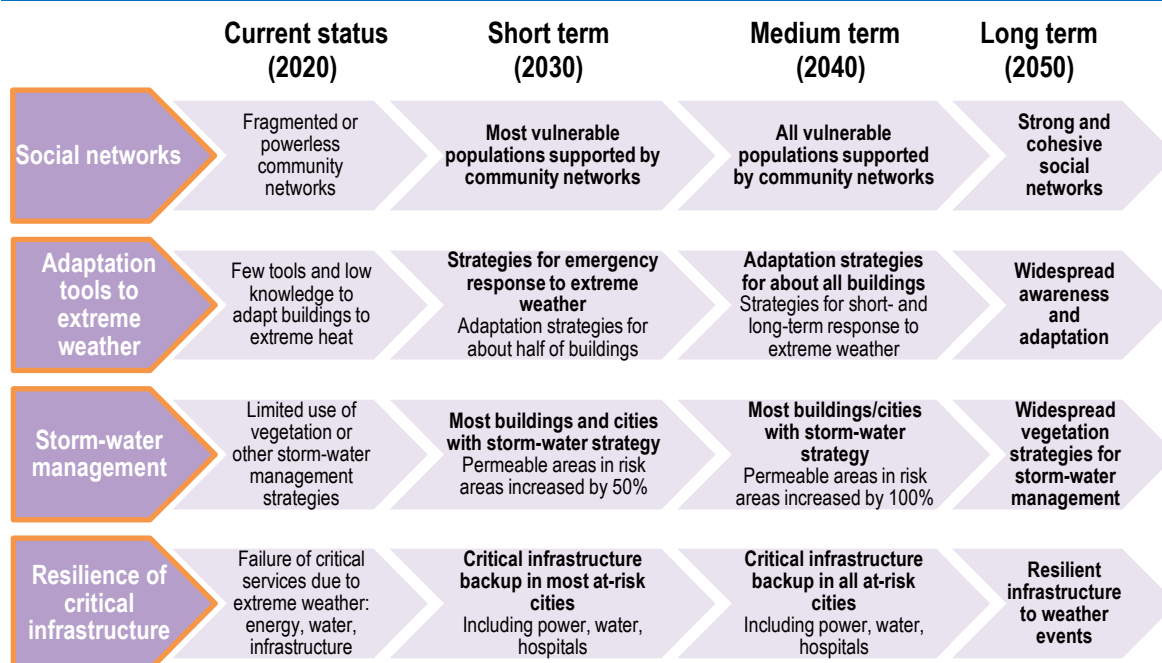 Current status
(2020)
Short term
(2030)
Medium term
(2040)
Long term
(2050)
Social networks
Fragmented or
powerless
community
networks
Most vulnerable
populations supported by
community networks
All vulnerable
populations supported
by community networks
Strong and
cohesive
social
networks
Adaptation
tools to
extreme
weather
Few tools and low
knowledge to
adapt buildings to
extreme heat
Strategies for emergency
response to extreme
weather
Adaptation strategies for
about half of buildings
Adaptation strategies
for about all buildings
Strategies for short- and
long-term response to
extreme weather
Widespread
awareness
and
adaptation
Storm-water
management
Limited use of
vegetation or
other storm-water
management
strategies
Most buildings and cities
with storm-water strategy
Permeable areas in risk
areas increased by 50%
Most buildings/cities
with storm-water
strategy
Permeable areas in risk
areas increased by 100%
Widespread
vegetation
strategies for
storm-water
management
Resilience of
critical
infrastructure
Failure of critical
services due to
extreme weather:
energy, water,
infrastructure
Critical infrastructure
backup in most at-risk
cities
Including power, water,
hospitals
Critical infrastructure
backup in all at-risk
cities
Including power, water,
hospitals
Resilient
infrastructure
to weather
events